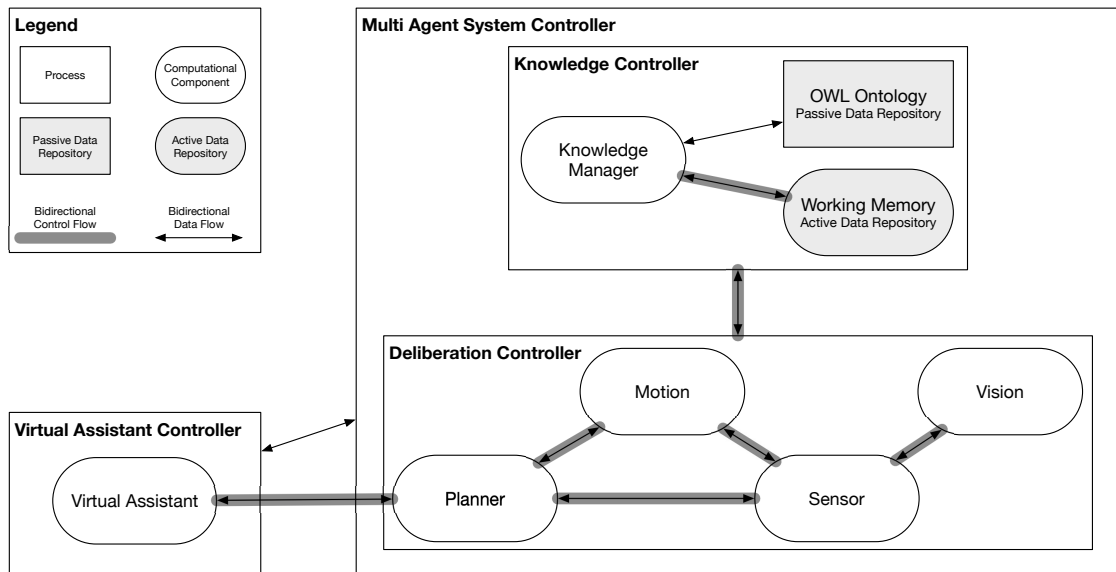 Legend
Process
Computational
Component
Passive Data
Repository
Active Data
Repository
Bidirectional
Control Flow
Bidirectional
Data Flow
Multi Agent System Controller
Knowledge Controller
OWL Ontology
Passive Data Repository
Knowledge
Manager
Working Memory
Active Data Repository
Deliberation Controller
Motion
Vision
Planner
Sensor
Virtual Assistant Controller
Virtual Assistant